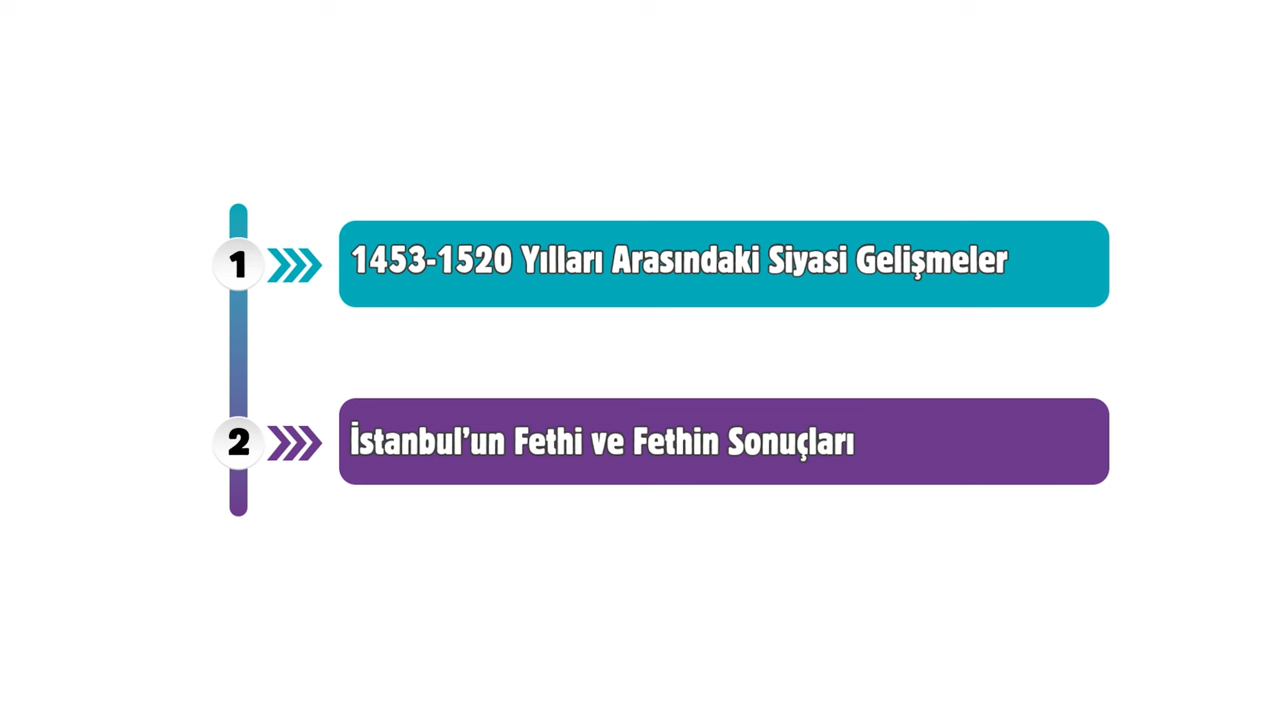 1
1453-1520 Yılları Arasındaki Siyasi Gelişmeler
2
İstanbul'un Fethi ve Fethin Sonuçları